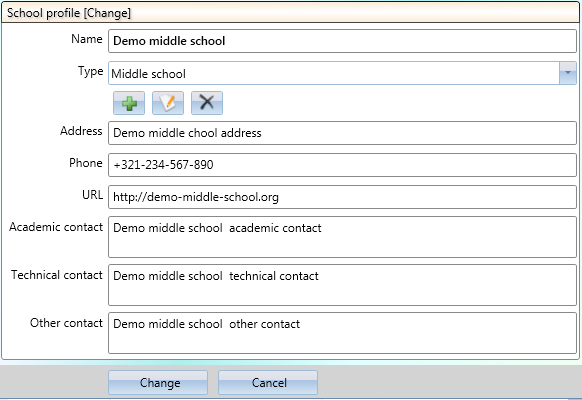 School profile [Change]
Name Demo middle school
Type Middle school
Address Demo middle chool address
Phone +321-234-567-890
URL http://demo-middle-school.org
Academic contact Demo middle school  academic contact
Technical contact Demo middle school  technical contact
Other contact Demo middle school  other contact
Change Cancel